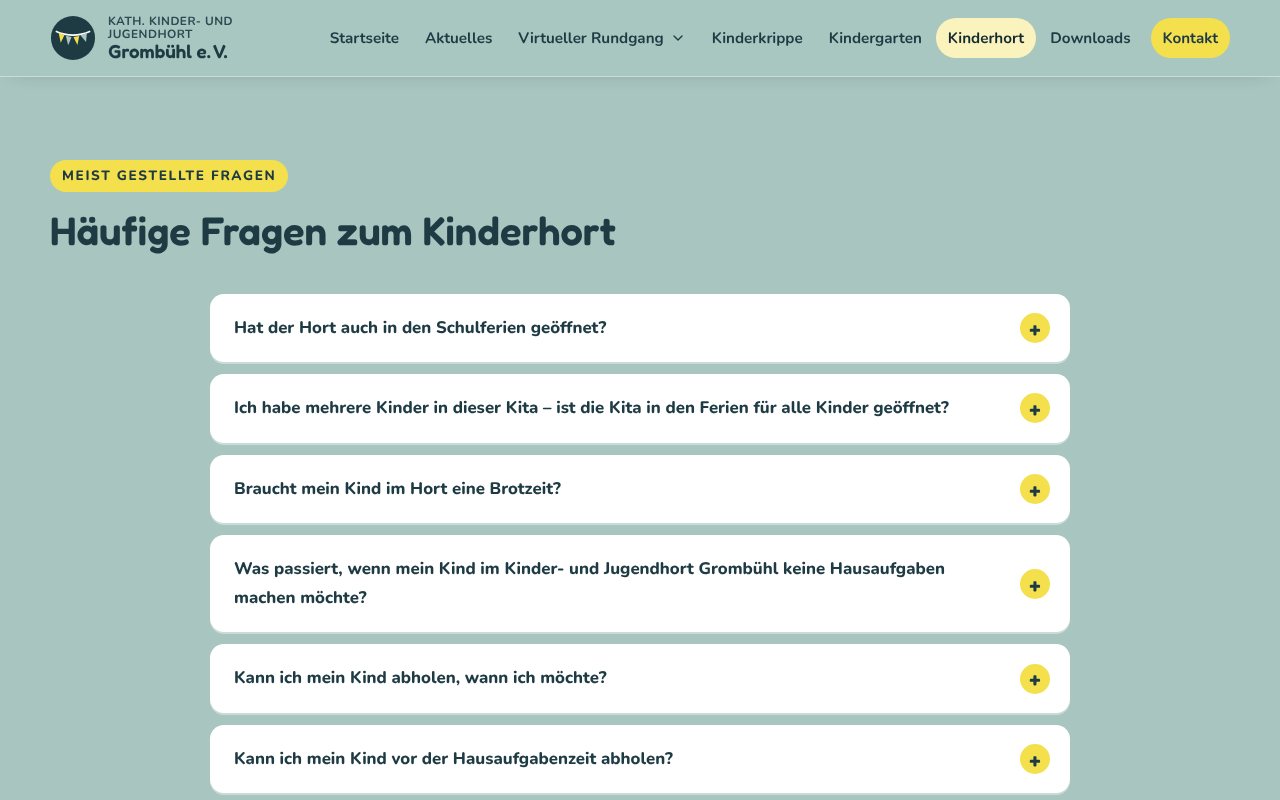 KATH. KINDER- UND
JUGENDHORT
Grombühl e. V.
Startseite
Aktuelles
Virtueller Rundgang
Kinderkrippe
Kindergarten
Kinderhort
Downloads
Kontakt
MEIST GESTELLTE FRAGEN
Häufige Fragen zum Kinderhort
Hat der Hort auch in den Schulferien geöffnet?
Ich habe mehrere Kinder in dieser Kita – ist die Kita in den Ferien für alle Kinder geöffnet?
Braucht mein Kind im Hort eine Brotzeit?
Was passiert, wenn mein Kind im Kinder- und Jugendhort Grombühl keine Hausaufgaben
machen möchte?
Kann ich mein Kind abholen, wann ich möchte?
Kann ich mein Kind vor der Hausaufgabenzeit abholen?